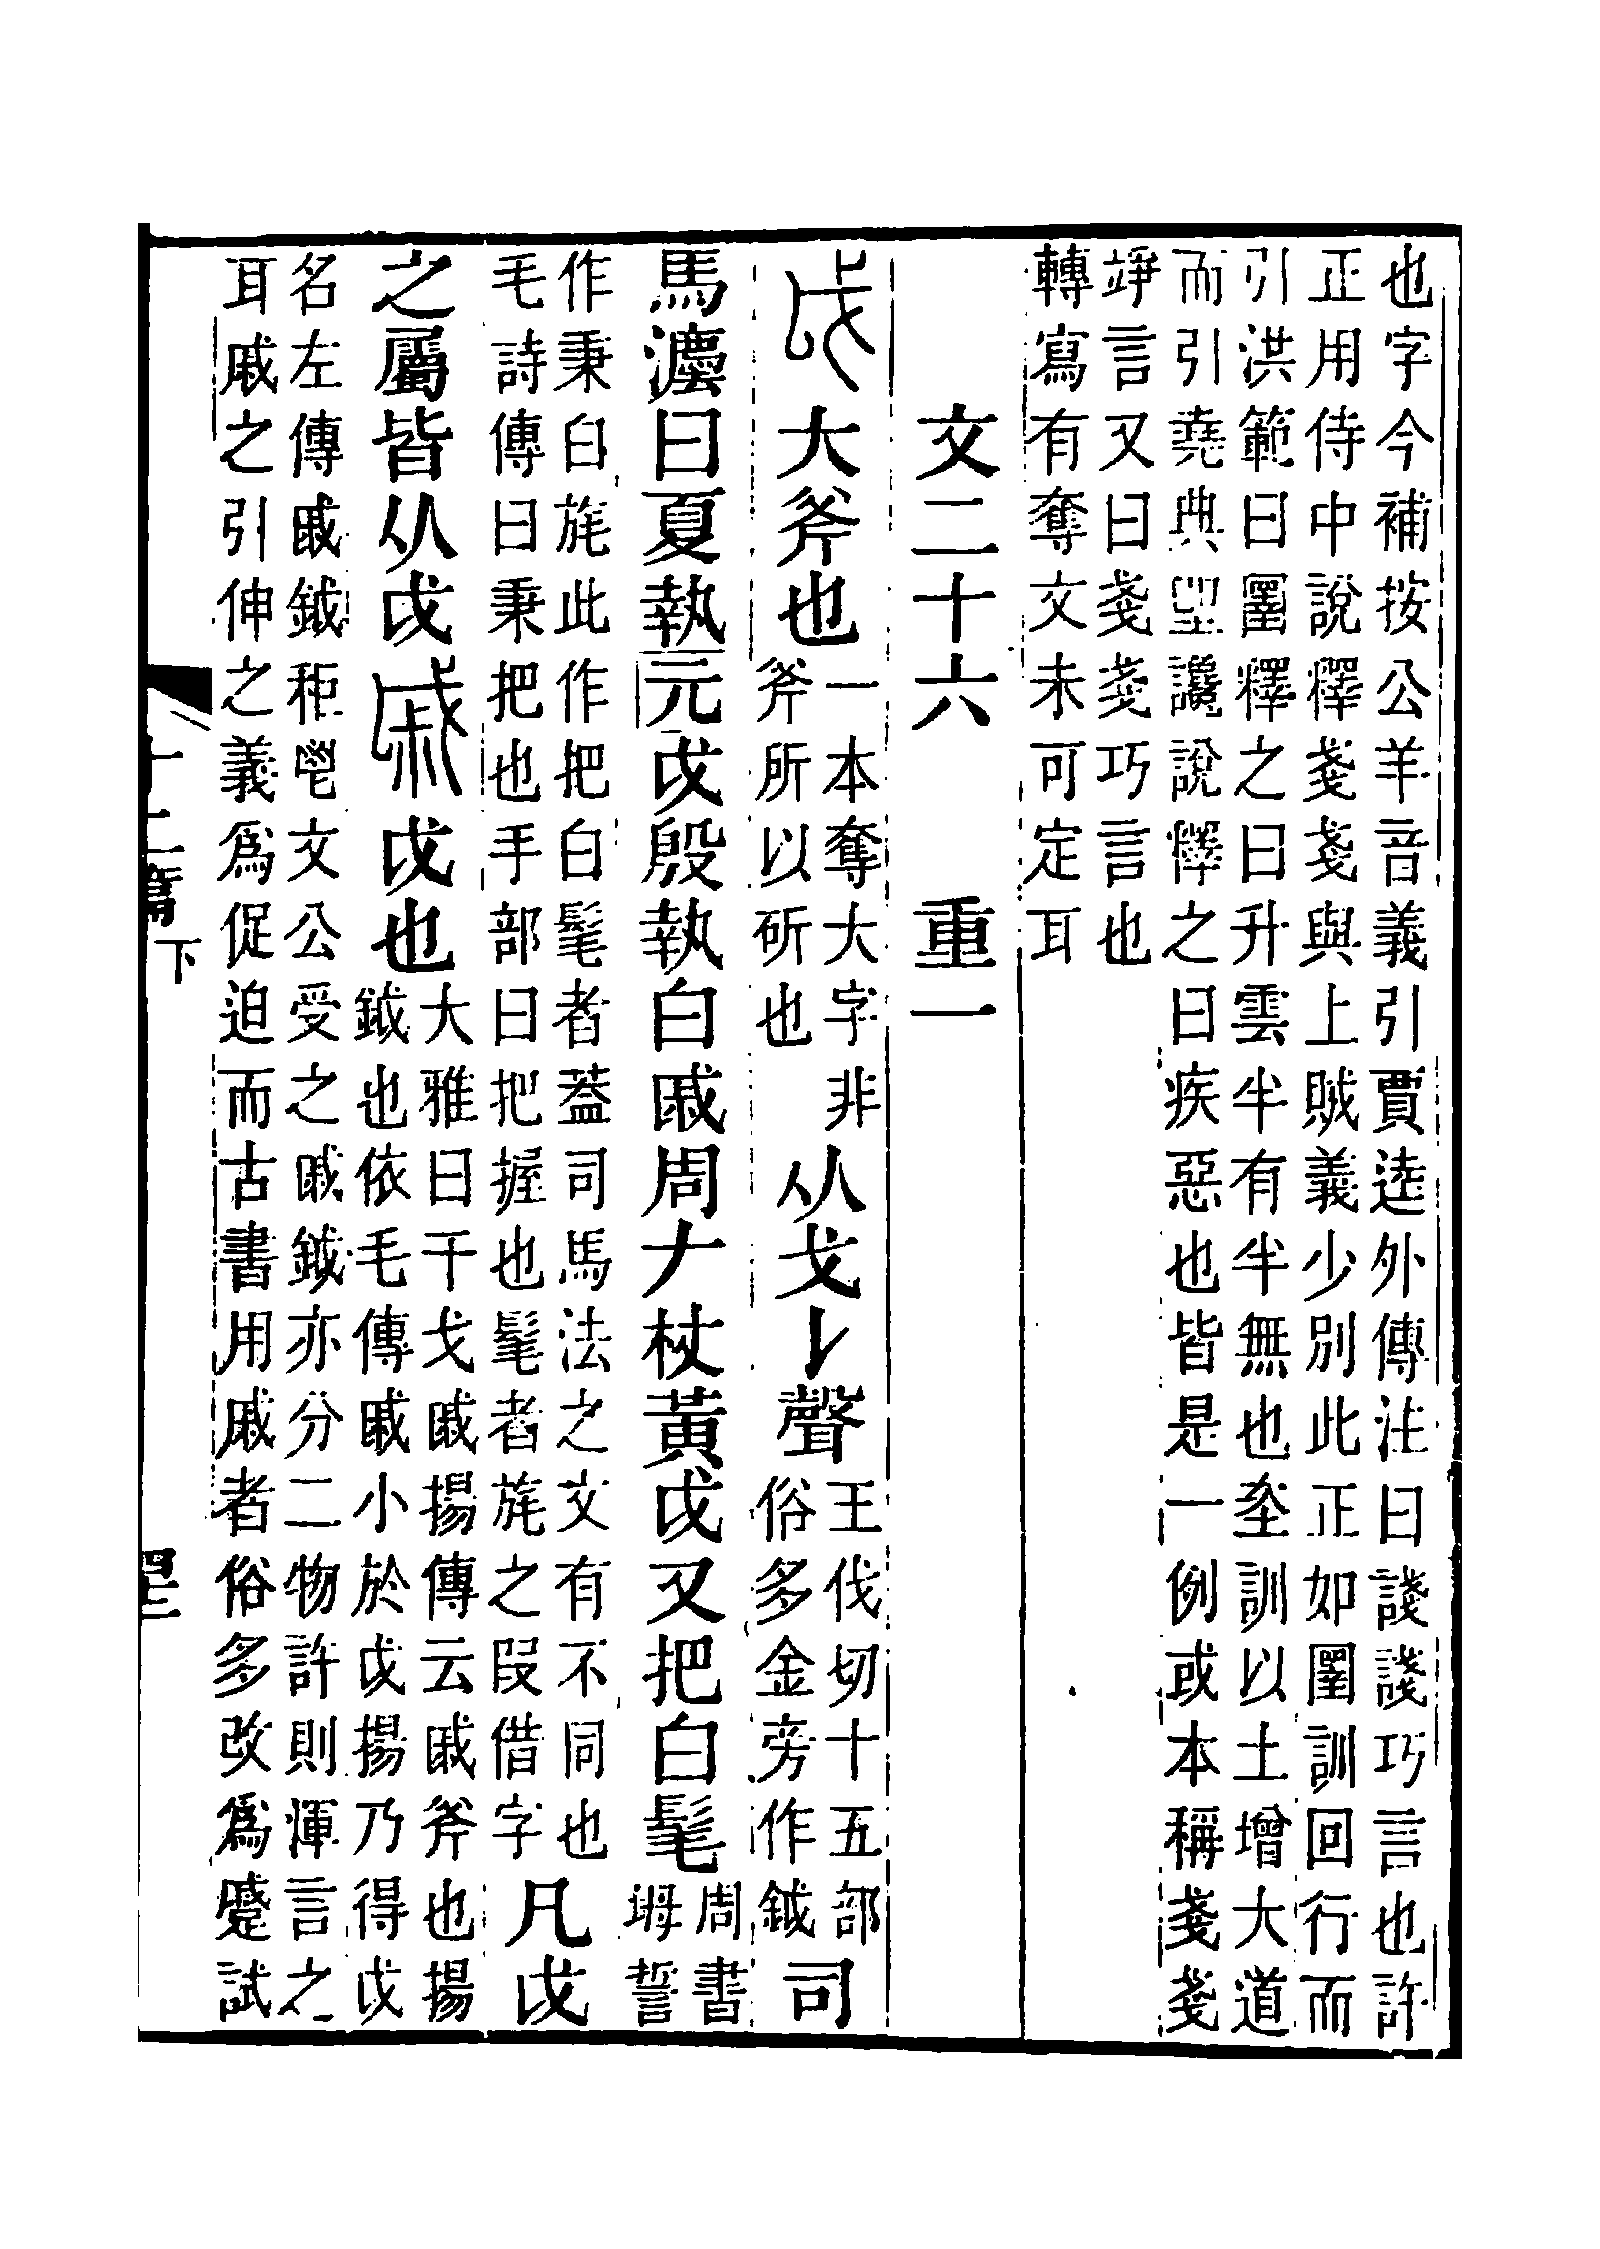 也字今補按公羊音義引賈逵外傳注曰諓諓巧言也許
正用侍中說釋戔戔與上賊義少別此正如圛訓回行而
引洪範曰圛釋之曰升雲半有半無也垐訓以土增大道
而引堯典堲讒說釋之曰疾惡也皆是一例或本稱戔戔
竫言又曰戔戔巧言也
轉寫有奪文未可定耳
文二十六 重一
戉大斧也
一本奪大字非
斧所以斫也
从戈𠄌聲
王伐切十五部
俗多金旁作鉞
司
馬灋曰夏執元戉殷執白戚周𠂇杖黃戉又把白髦
周書
坶誓
作秉白旄此作把白髦者葢司馬法之文有不同也
毛詩傳曰秉把也手部曰把握也髦者旄之叚借字
凡戉
之屬皆从戉
戚戉也
大雅曰干戈戚揚傳云戚斧也揚
鉞也依毛傳戚小於戉揚乃得戉
名左傳戚鉞秬鬯文公受之戚鉞亦分二物許則渾言之
耳戚之引伸之義爲促迫而古書用戚者俗多改爲蹙試
十二篇下